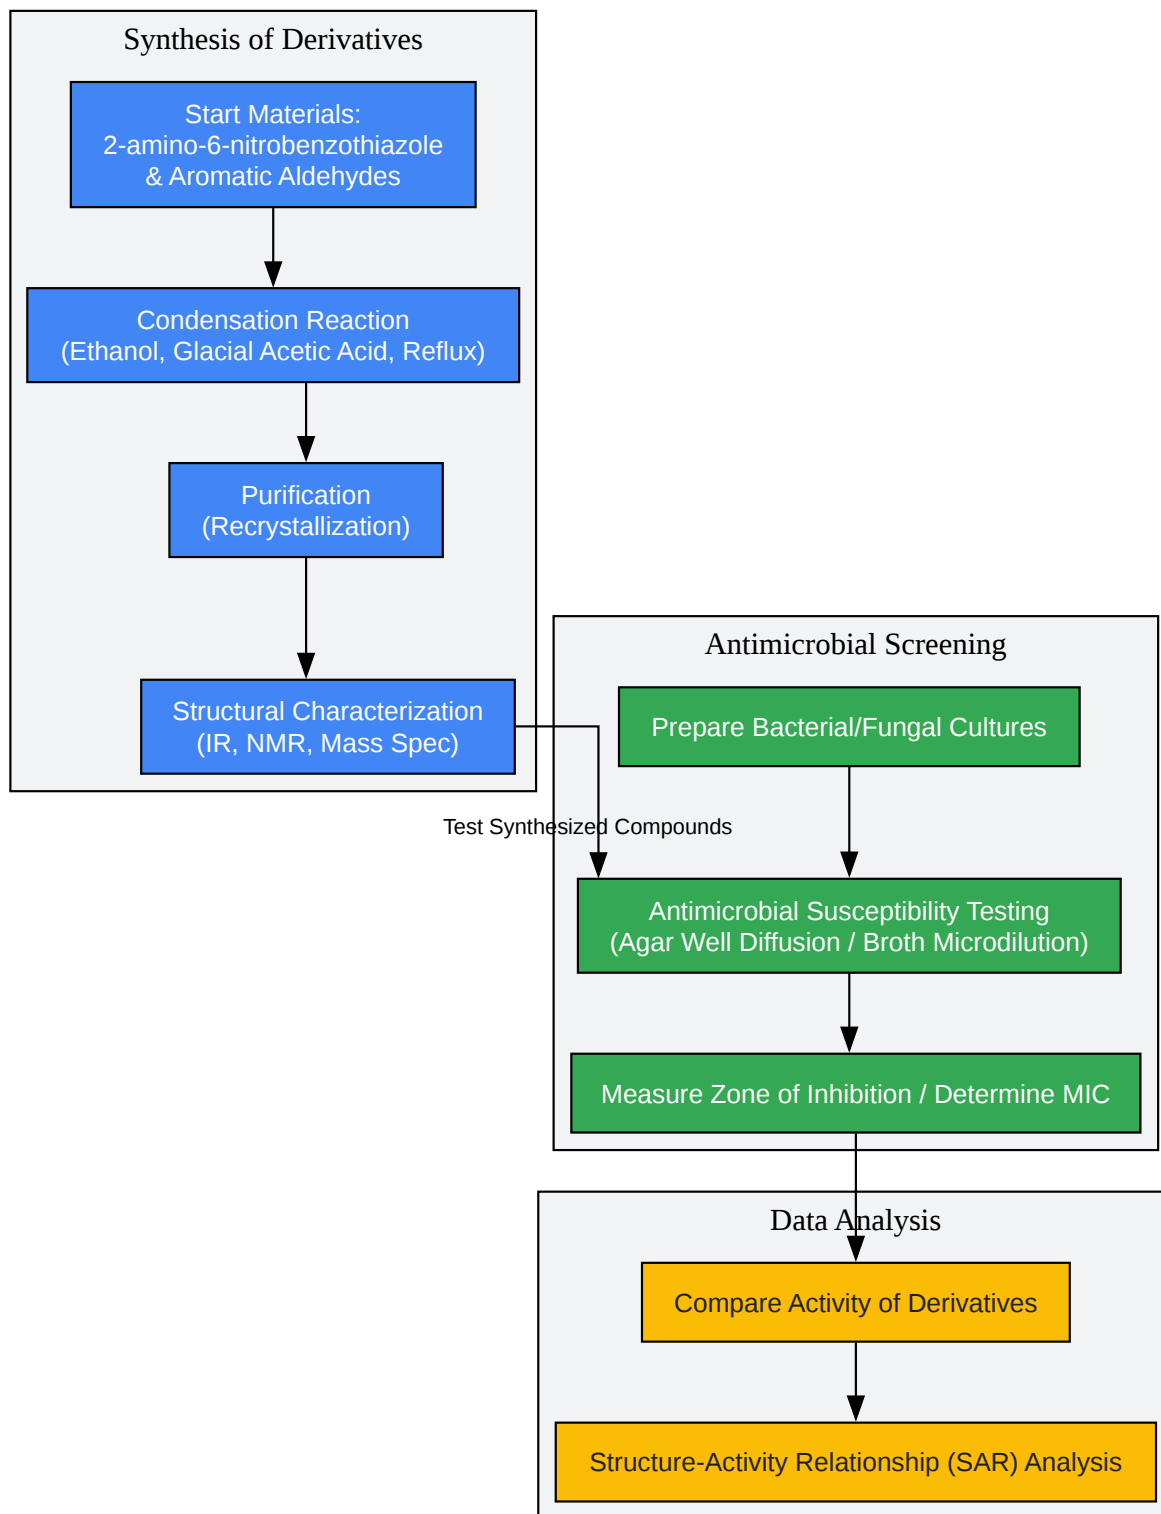 Synthesis of Derivatives
Start Materials:
2-amino-6-nitrobenzothiazole
& Aromatic Aldehydes
Condensation Reaction
(Ethanol, Glacial Acetic Acid, Reflux)
Purification
(Recrystallization)
Structural Characterization
(IR, NMR, Mass Spec)
Test Synthesized Compounds
Antimicrobial Screening
Prepare Bacterial/Fungal Cultures
Antimicrobial Susceptibility Testing
(Agar Well Diffusion / Broth Microdilution)
Measure Zone of Inhibition / Determine MIC
Data Analysis
Compare Activity of Derivatives
Structure-Activity Relationship (SAR) Analysis